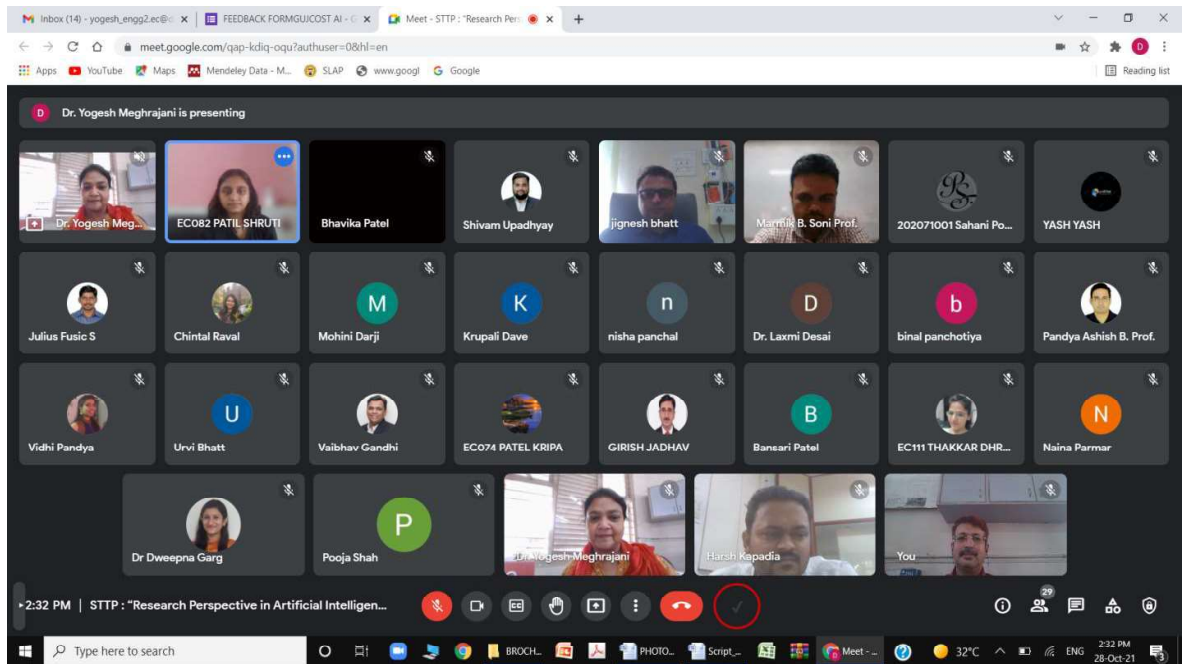 Inbox (14) - yogesh_engg2.ec@
FEEDBACK FORMGUJCOST AI -
Meet - STTP : "Research Per
meet.google.com/qap-kdiq-oqu?authuser=0&hl=en
D
Apps YouTube Maps Mendeley Data - M... SLAP www.googl Google Reading list
D Dr. Yogesh Meghrajani is presenting
Dr. Yogesh Meg... EC082 PATIL SHRUTI Bhavika Patel Shivam Upadhyay jignesh bhatt Marmik B. Soni Prof. 202071001 Sahani Po... YASH YASH
M K n D b
Julius Fusic S Chintal Raval Mohini Darji Krupali Dave nisha panchal Dr. Laxmi Desai binal panchotiya Pandya Ashish B. Prof.
U B N
Vidhi Pandya Urvi Bhatt Vaibhav Gandhi EC074 PATEL KRIPA GIRISH JADHAV Bansari Patel EC111 THAKKAR DHR... Naina Parmar
P
Dr Dweepna Garg Pooja Shah Dr. Yogesh Meghrajani Harsh Kapadia You
2:32 PM | STTP : "Research Perspective in Artificial Intelligen... CC 29
Type here to search BROCH... PHOTO... Script_... Meet - ... 32°C ENG 2:32 PM
28-Oct-21